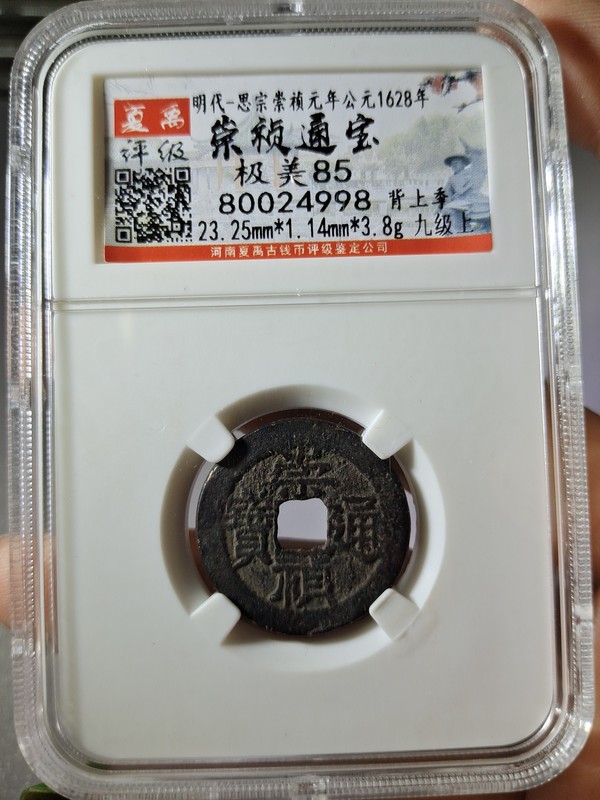 夏禹
评级
明代-思宗崇祯元年公元1628年
崇祯通宝
极美85
80024998 背上季
23.25mm*1.14mm*3.8g 九级上
河南夏禹古钱币评级鉴定公司
崇禎通寶